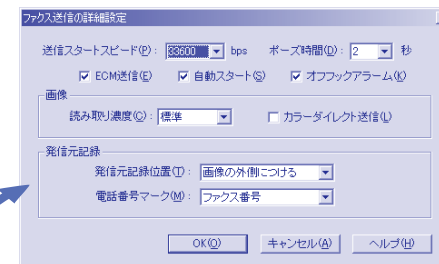 ファクス送信の詳細設定
送信スタートスピード(P): 33600 bps ポーズ時間(D): 2 秒
ECM送信(E) 自動スタート(S) オフフックアラーム(K)
画像
読み取り濃度(C): 標準 カラーダイレクト送信(L)
発信元記録
発信元記録位置(T): 画像の外側につける
電話番号マーク(M): ファクス番号
OK(O) キャンセル(A) ヘルプ(H)